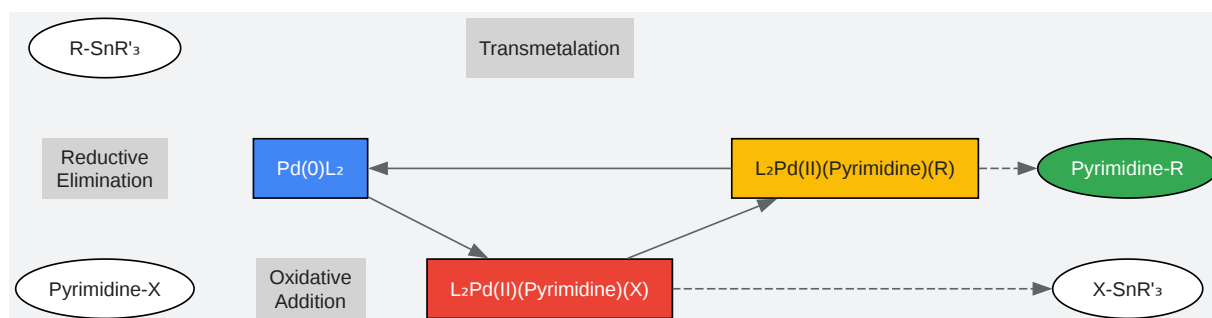 R-SnR'₃
Transmetalation
Reductive
Elimination
Pd(0)L₂
L₂Pd(II)(Pyrimidine)(R)
Pyrimidine-R
Pyrimidine-X
Oxidative
Addition
L₂Pd(II)(Pyrimidine)(X)
X-SnR'₃